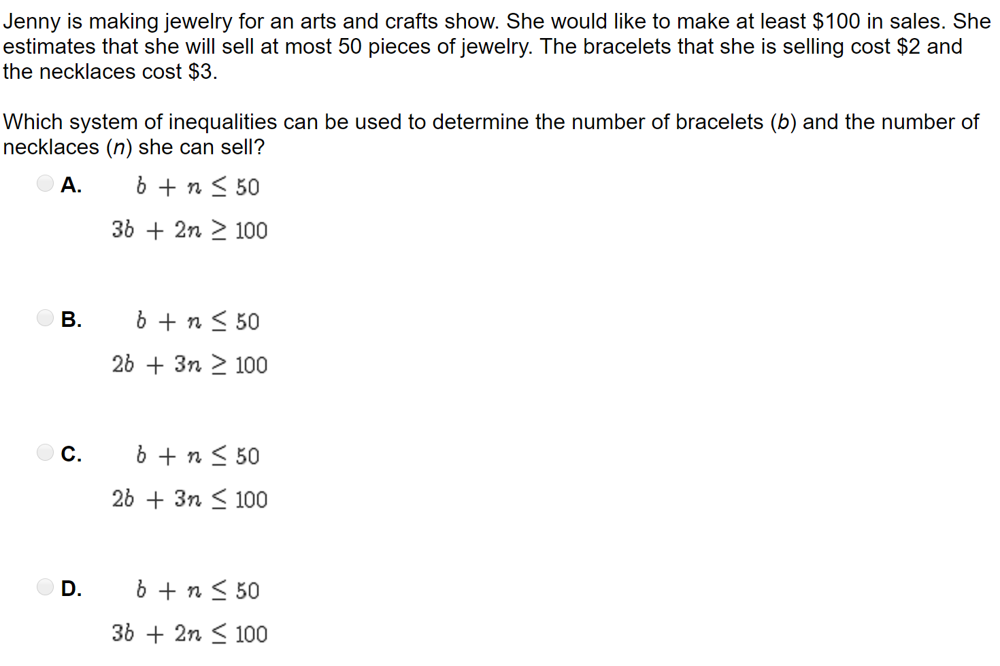 Jenny is making jewelry for an arts and crafts show. She would like to make at least $100 in sales. She
estimates that she will sell at most 50 pieces of jewelry. The bracelets that she is selling cost $2 and
the necklaces cost $3.
Which system of inequalities can be used to determine the number of bracelets (b) and the number of
necklaces (n) she can sell?
A. b + n ≤ 50
3b + 2n ≥ 100
B. b + n ≤ 50
2b + 3n ≥ 100
C. b + n ≤ 50
2b + 3n ≤ 100
D. b + n ≤ 50
3b + 2n ≤ 100